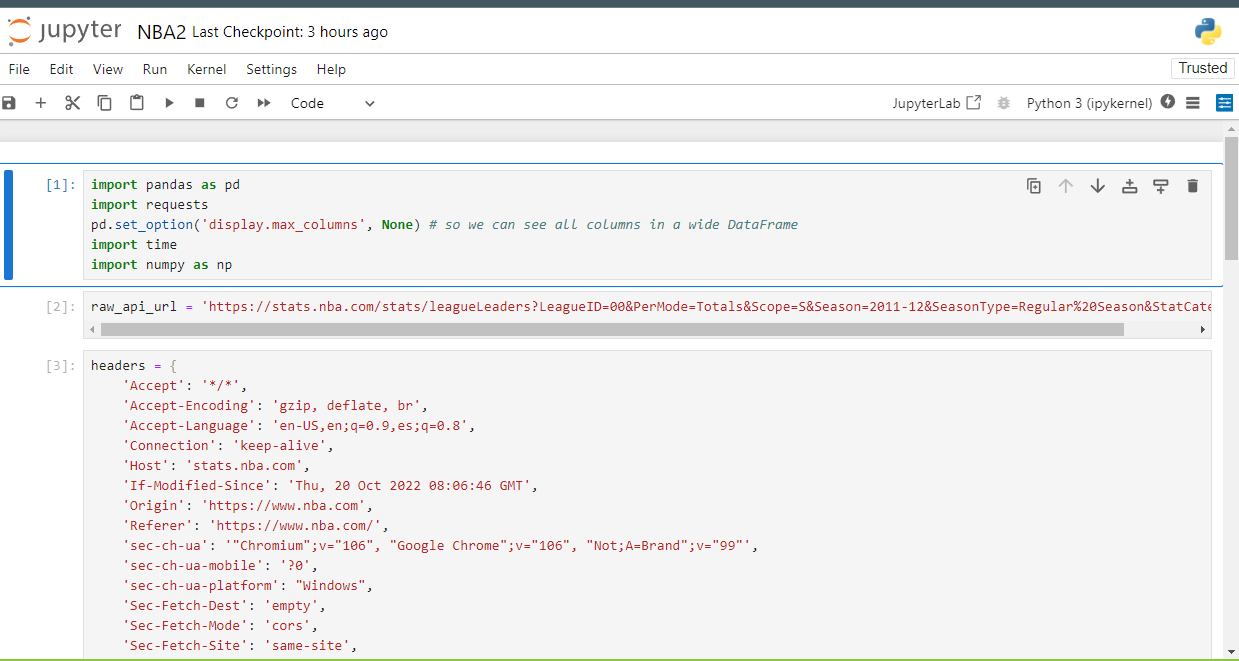 jupyter NBA2 Last Checkpoint: 3 hours ago
File Edit View Run Kernel Settings Help Trusted
Code JupyterLab Python 3 (ipykernel)
[1]: import pandas as pd
import requests
pd.set_option('display.max_columns', None) # so we can see all columns in a wide DataFrame
import time
import numpy as np
[2]: raw_api_url = 'https://stats.nba.com/stats/leagueLeaders?LeagueID=00&PerMode=Totals&Scope=S&Season=2011-12&SeasonType=Regular%20Season&StatCate
[3]: headers = {
'Accept': '*/*',
'Accept-Encoding': 'gzip, deflate, br',
'Accept-Language': 'en-US,en;q=0.9,es;q=0.8',
'Connection': 'keep-alive',
'Host': 'stats.nba.com',
'If-Modified-Since': 'Thu, 20 Oct 2022 08:06:46 GMT',
'Origin': 'https://www.nba.com',
'Referer': 'https://www.nba.com/',
'sec-ch-ua': '"Chromium";v="106", "Google Chrome";v="106", "Not;A=Brand";v="99"',
'sec-ch-ua-mobile': '?0',
'sec-ch-ua-platform': "Windows",
'Sec-Fetch-Dest': 'empty',
'Sec-Fetch-Mode': 'cors',
'Sec-Fetch-Site': 'same-site',